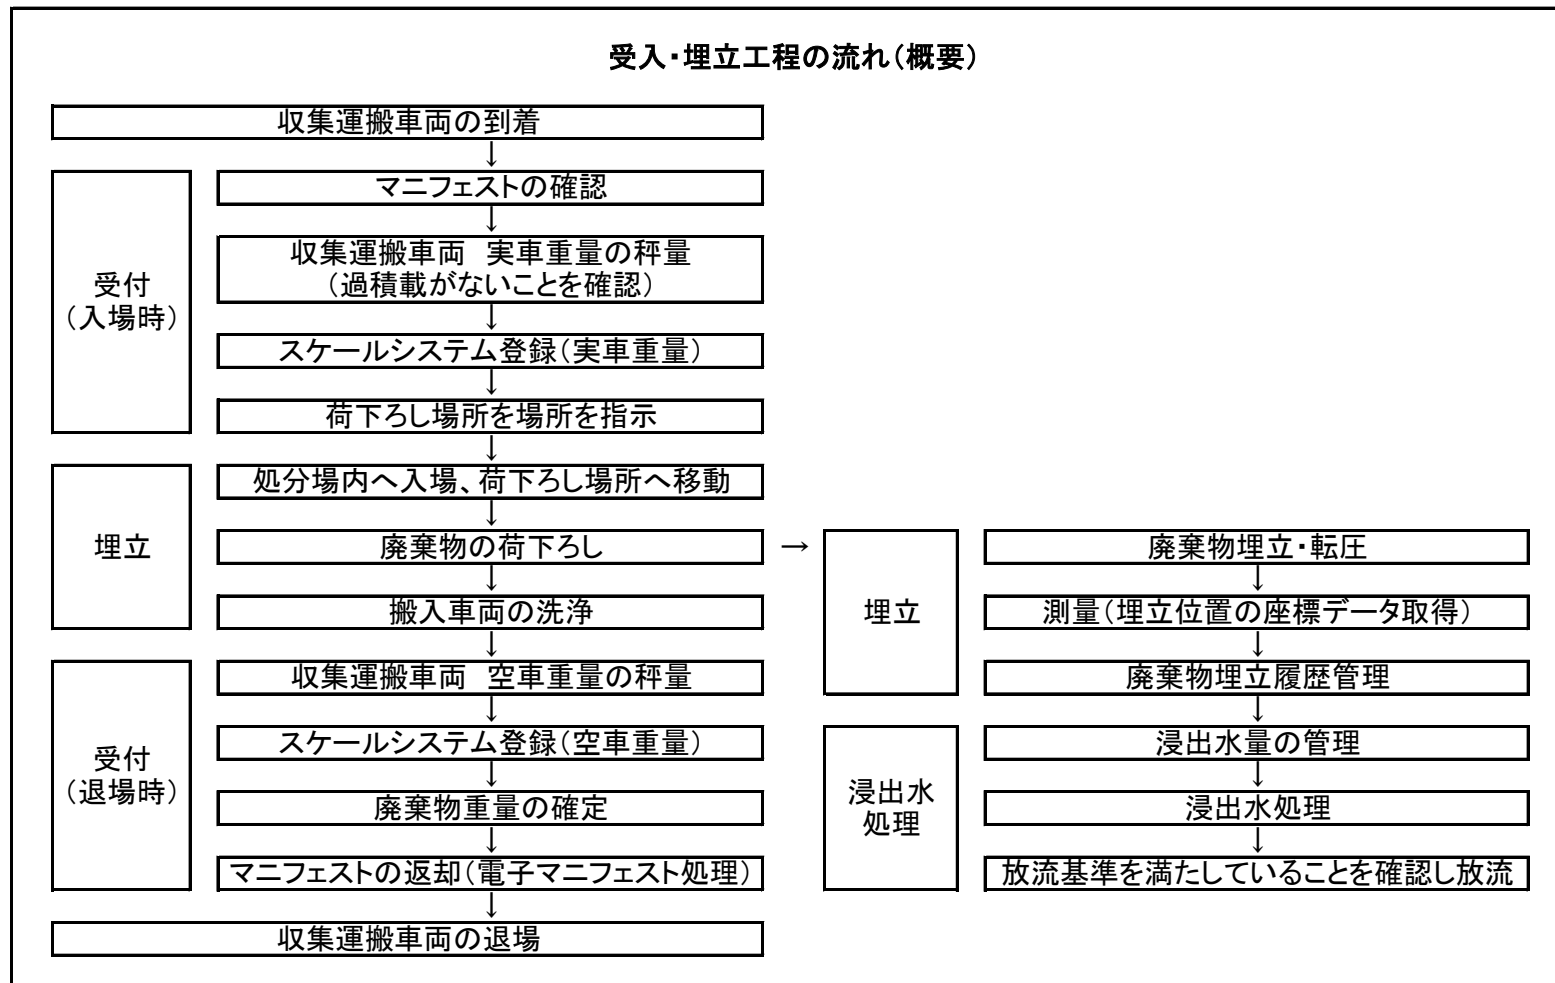 受入・埋立工程の流れ(概要)
収集運搬車両の到着
↓
受付
(入場時)
マニフェストの確認
↓
収集運搬車両　実車重量の秤量
(過積載がないことを確認)
↓
スケールシステム登録(実車重量)
↓
荷下ろし場所を場所を指示
↓
埋立
処分場内へ入場、荷下ろし場所へ移動
↓
廃棄物の荷下ろし
→
↓
搬入車両の洗浄
↓
受付
(退場時)
収集運搬車両　空車重量の秤量
↓
スケールシステム登録(空車重量)
↓
廃棄物重量の確定
↓
マニフェストの返却(電子マニフェスト処理)
↓
収集運搬車両の退場
埋立
廃棄物埋立・転圧
↓
測量(埋立位置の座標データ取得)
↓
廃棄物埋立履歴管理
↓
浸出水
処理
浸出水量の管理
↓
浸出水処理
↓
放流基準を満たしていることを確認し放流